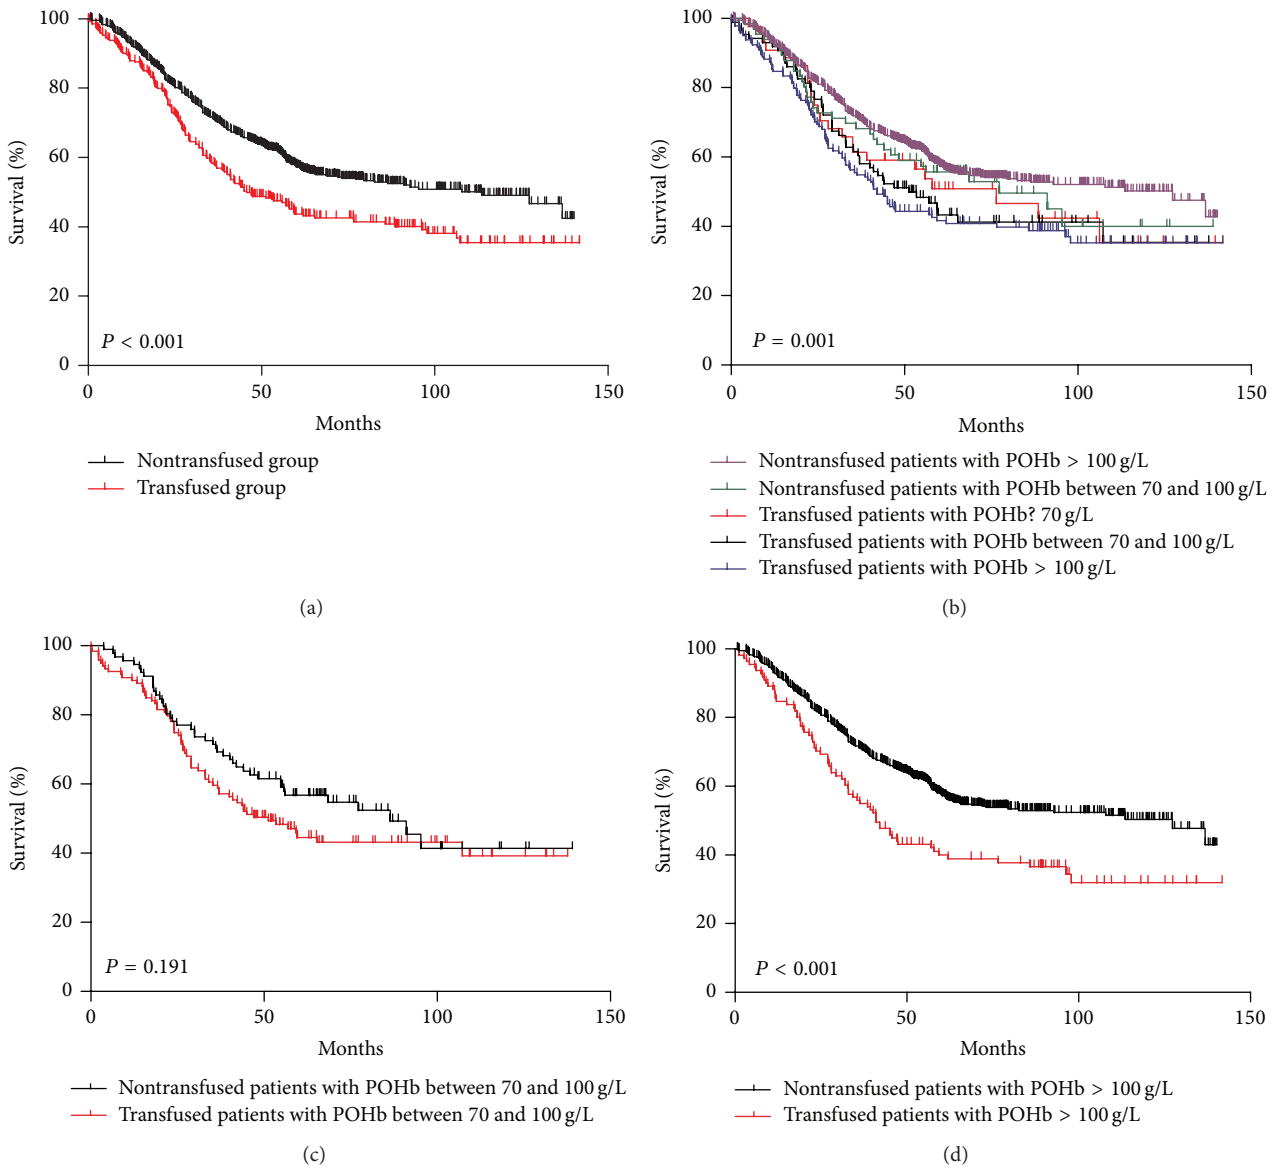 100
80
60
40
20
0
Survival (%)
P < 0.001
0 50 100 150
Months
Nontransfused group
Transfused group
(a)
100
80
60
40
20
0
Survival (%)
P = 0.001
0 50 100 150
Months
Nontransfused patients with POHb > 100 g/L
Nontransfused patients with POHb between 70 and 100 g/L
Transfused patients with POHb? 70 g/L
Transfused patients with POHb between 70 and 100 g/L
Transfused patients with POHb > 100 g/L
(b)
100
80
60
40
20
0
Survival (%)
P = 0.191
0 50 100 150
Months
Nontransfused patients with POHb between 70 and 100 g/L
Transfused patients with POHb between 70 and 100 g/L
(c)
100
80
60
40
20
0
Survival (%)
P < 0.001
0 50 100 150
Months
Nontransfused patients with POHb > 100 g/L
Transfused patients with POHb > 100 g/L
(d)